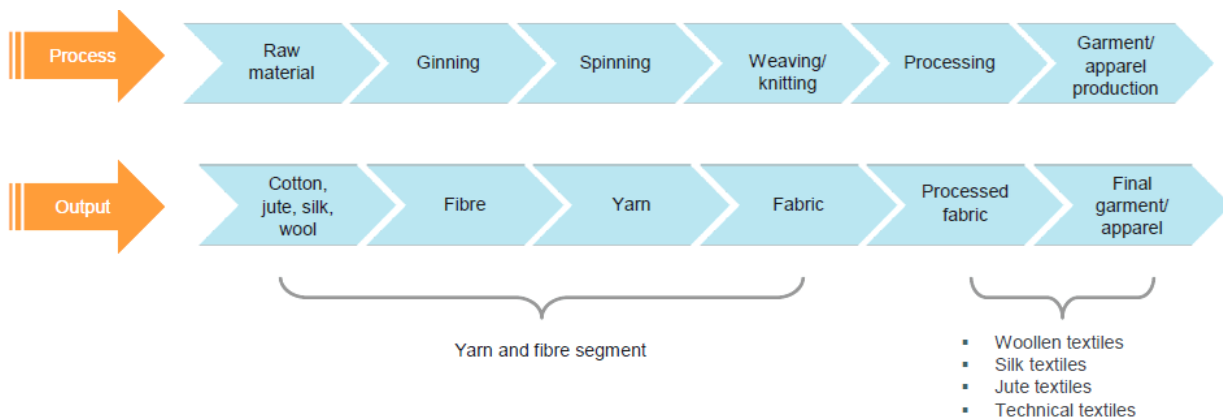 Process
Raw
material
Ginning
Spinning
Weaving/
knitting
Processing
Garment/
apparel
production
Output
Cotton,
jute, silk,
wool
Fibre
Yarn
Fabric
Processed
fabric
Final
garment/
apparel
Yarn and fibre segment
▪ Woollen textiles
▪ Silk textiles
▪ Jute textiles
▪ Technical textiles